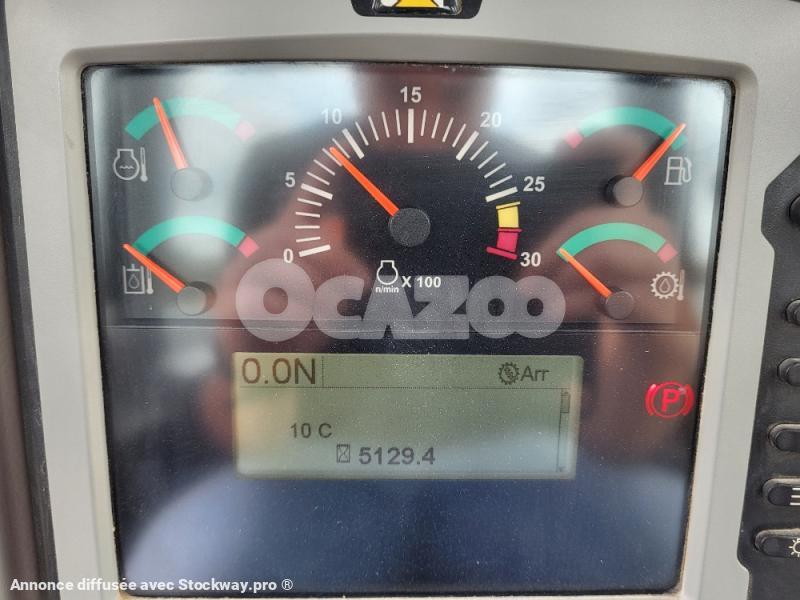 15
10
20
5
25
0
30
n/min X 100
OCAZOO
0.0N Arr
10 C
5129.4
P
Annonce diffusée avec Stockway.pro ®